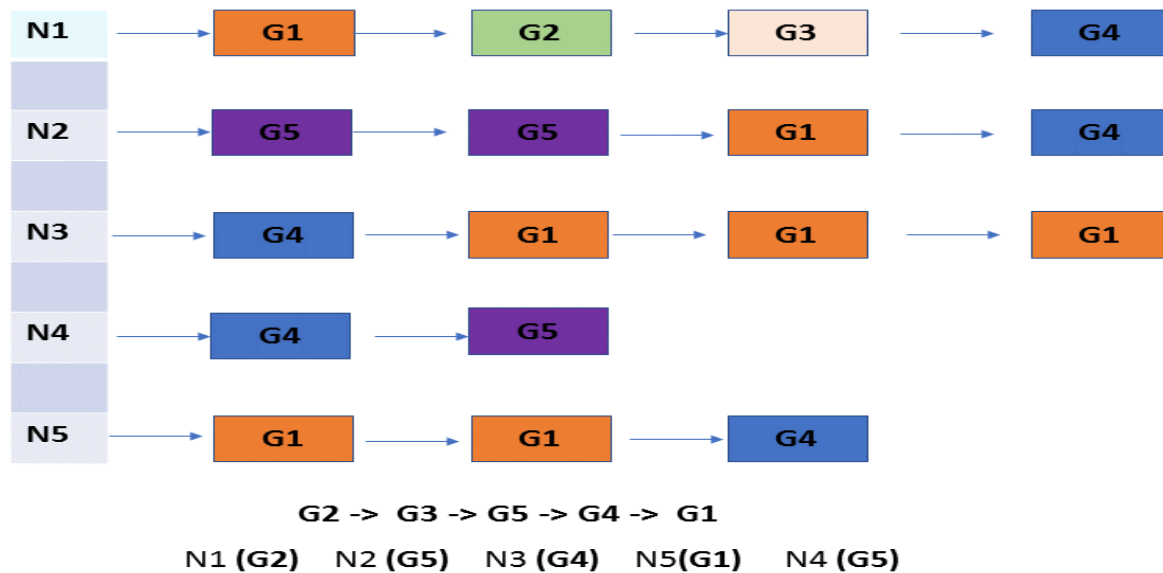 N1 G1 G2 G3 G4
N2 G5 G5 G1 G4
N3 G4 G1 G1 G1
N4 G4 G5
N5 G1 G1 G4
G2 -> G3 -> G5 -> G4 -> G1
N1 (G2) N2 (G5) N3 (G4) N5(G1) N4 (G5)